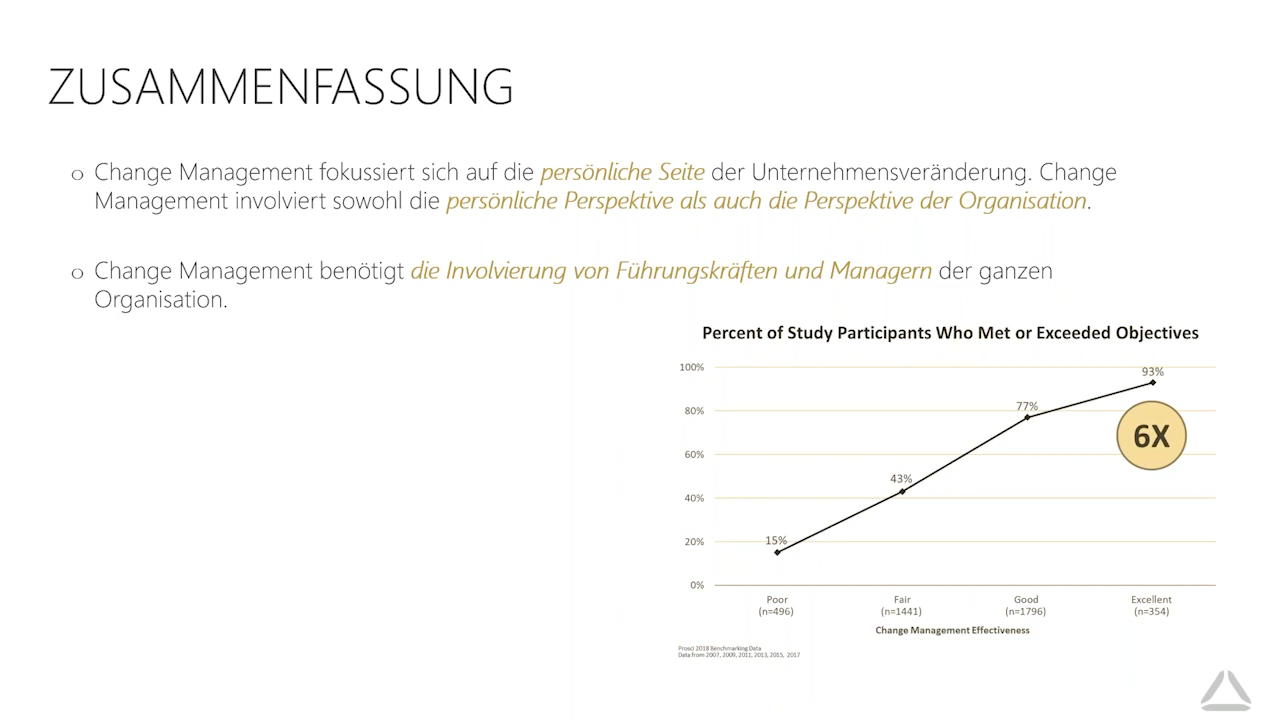 ZUSAMMENFASSUNG
o Change Management fokussiert sich auf die persönliche Seite der Unternehmensveränderung. Change
Management involviert sowohl die persönliche Perspektive als auch die Perspektive der Organisation.
o Change Management benötigt die Involvierung von Führungskräften und Managern der ganzen
Organisation.
Percent of Study Participants Who Met or Exceeded Objectives
100%
80%
60%
40%
20%
0%
15%
43%
77%
93%
6X
Poor Fair Good Excellent
(n=496) (n=1441) (n=1796) (n=354)
Change Management Effectiveness
Prosci 2018 Benchmarking Data
Data from 2007, 2009, 2011, 2013, 2015, 2017